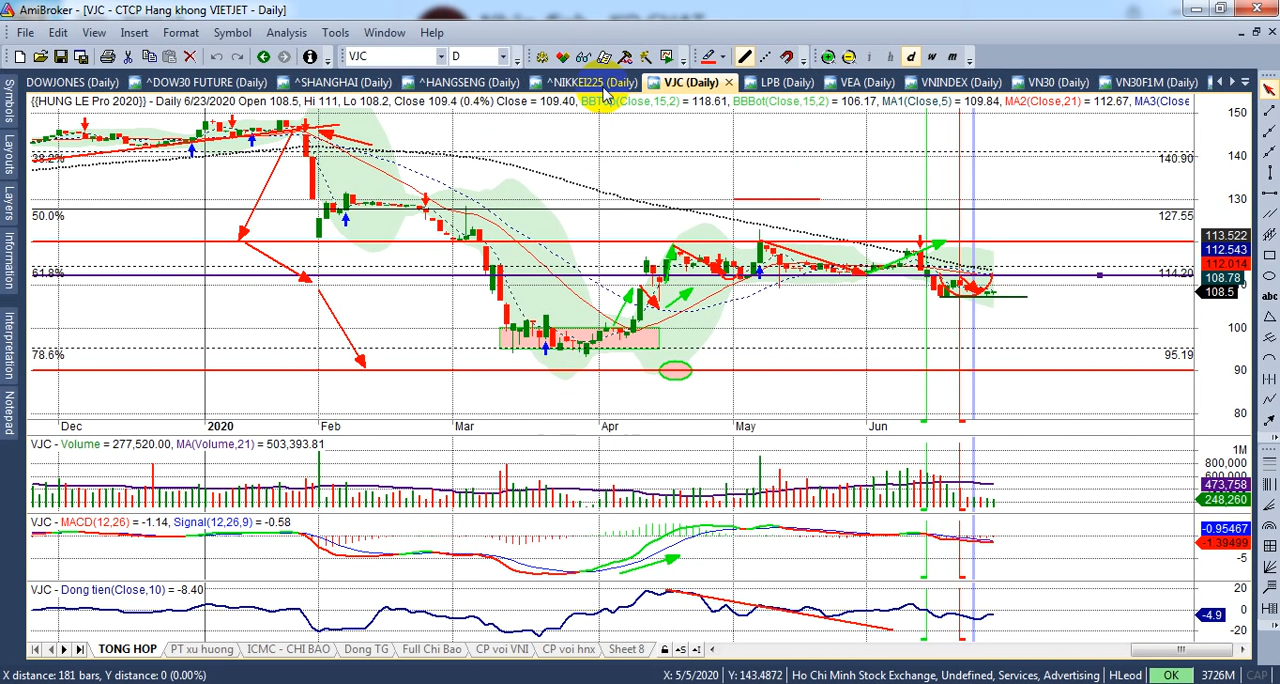 AmiBroker - [VJC - CTCP Hang khong VIETJET - Daily]
File Edit View Insert Format Symbol Analysis Tools Window Help
VJC D d w m
DOWJONES (Daily) ^DOW30 FUTURE (Daily) ^SHANGHAI (Daily) ^HANGSENG (Daily) ^NIKKEI225 (Daily) VJC (Daily) LPB (Daily) VEA (Daily) VNINDEX (Daily) VN30 (Daily) VN30F1M (Daily)
{{HUNG LE Pro 2020}} - Daily 6/23/2020 Open 108.5, Hi 111, Lo 108.2, Close 109.4 (0.4%) Close = 109.40, BBTop(Close,15,2) = 118.61, BBBot(Close,15,2) = 106.17, MA1(Close,5) = 109.84, MA2(Close,21) = 112.67, MA3(Close
Symbols
Layouts
Layers
Information
Interpretation
Notepad
150
140
130
100
90
80
38.2% 140.90
50.0% 127.55
61.8% 114.20
78.6% 95.19
113.522
112.543
112.014
108.78
108.5
abc
Dec 2020 Feb Mar Apr May Jun
VJC - Volume = 277,520.00, MA(Volume,21) = 503,393.81
1M
800,000
600,000
473,758
248,260
VJC - MACD(12,26) = -1.14, Signal(12,26,9) = -0.58
-0.95467
-1.39499
-5
VJC - Dong tien(Close,10) = -8.40
20
0
-4.9
-20
TONG HOP PT xu huong ICMC - CHI BAO Dong TG Full Chi Bao CP voi VNI CP voi hnx Sheet 8
X distance: 181 bars, Y distance: 0 (0.00%) X: 5/5/2020 Y: 143.4872 Ho Chi Minh Stock Exchange, Undefined, Services, Advertising HLeod OK 3726M CAP